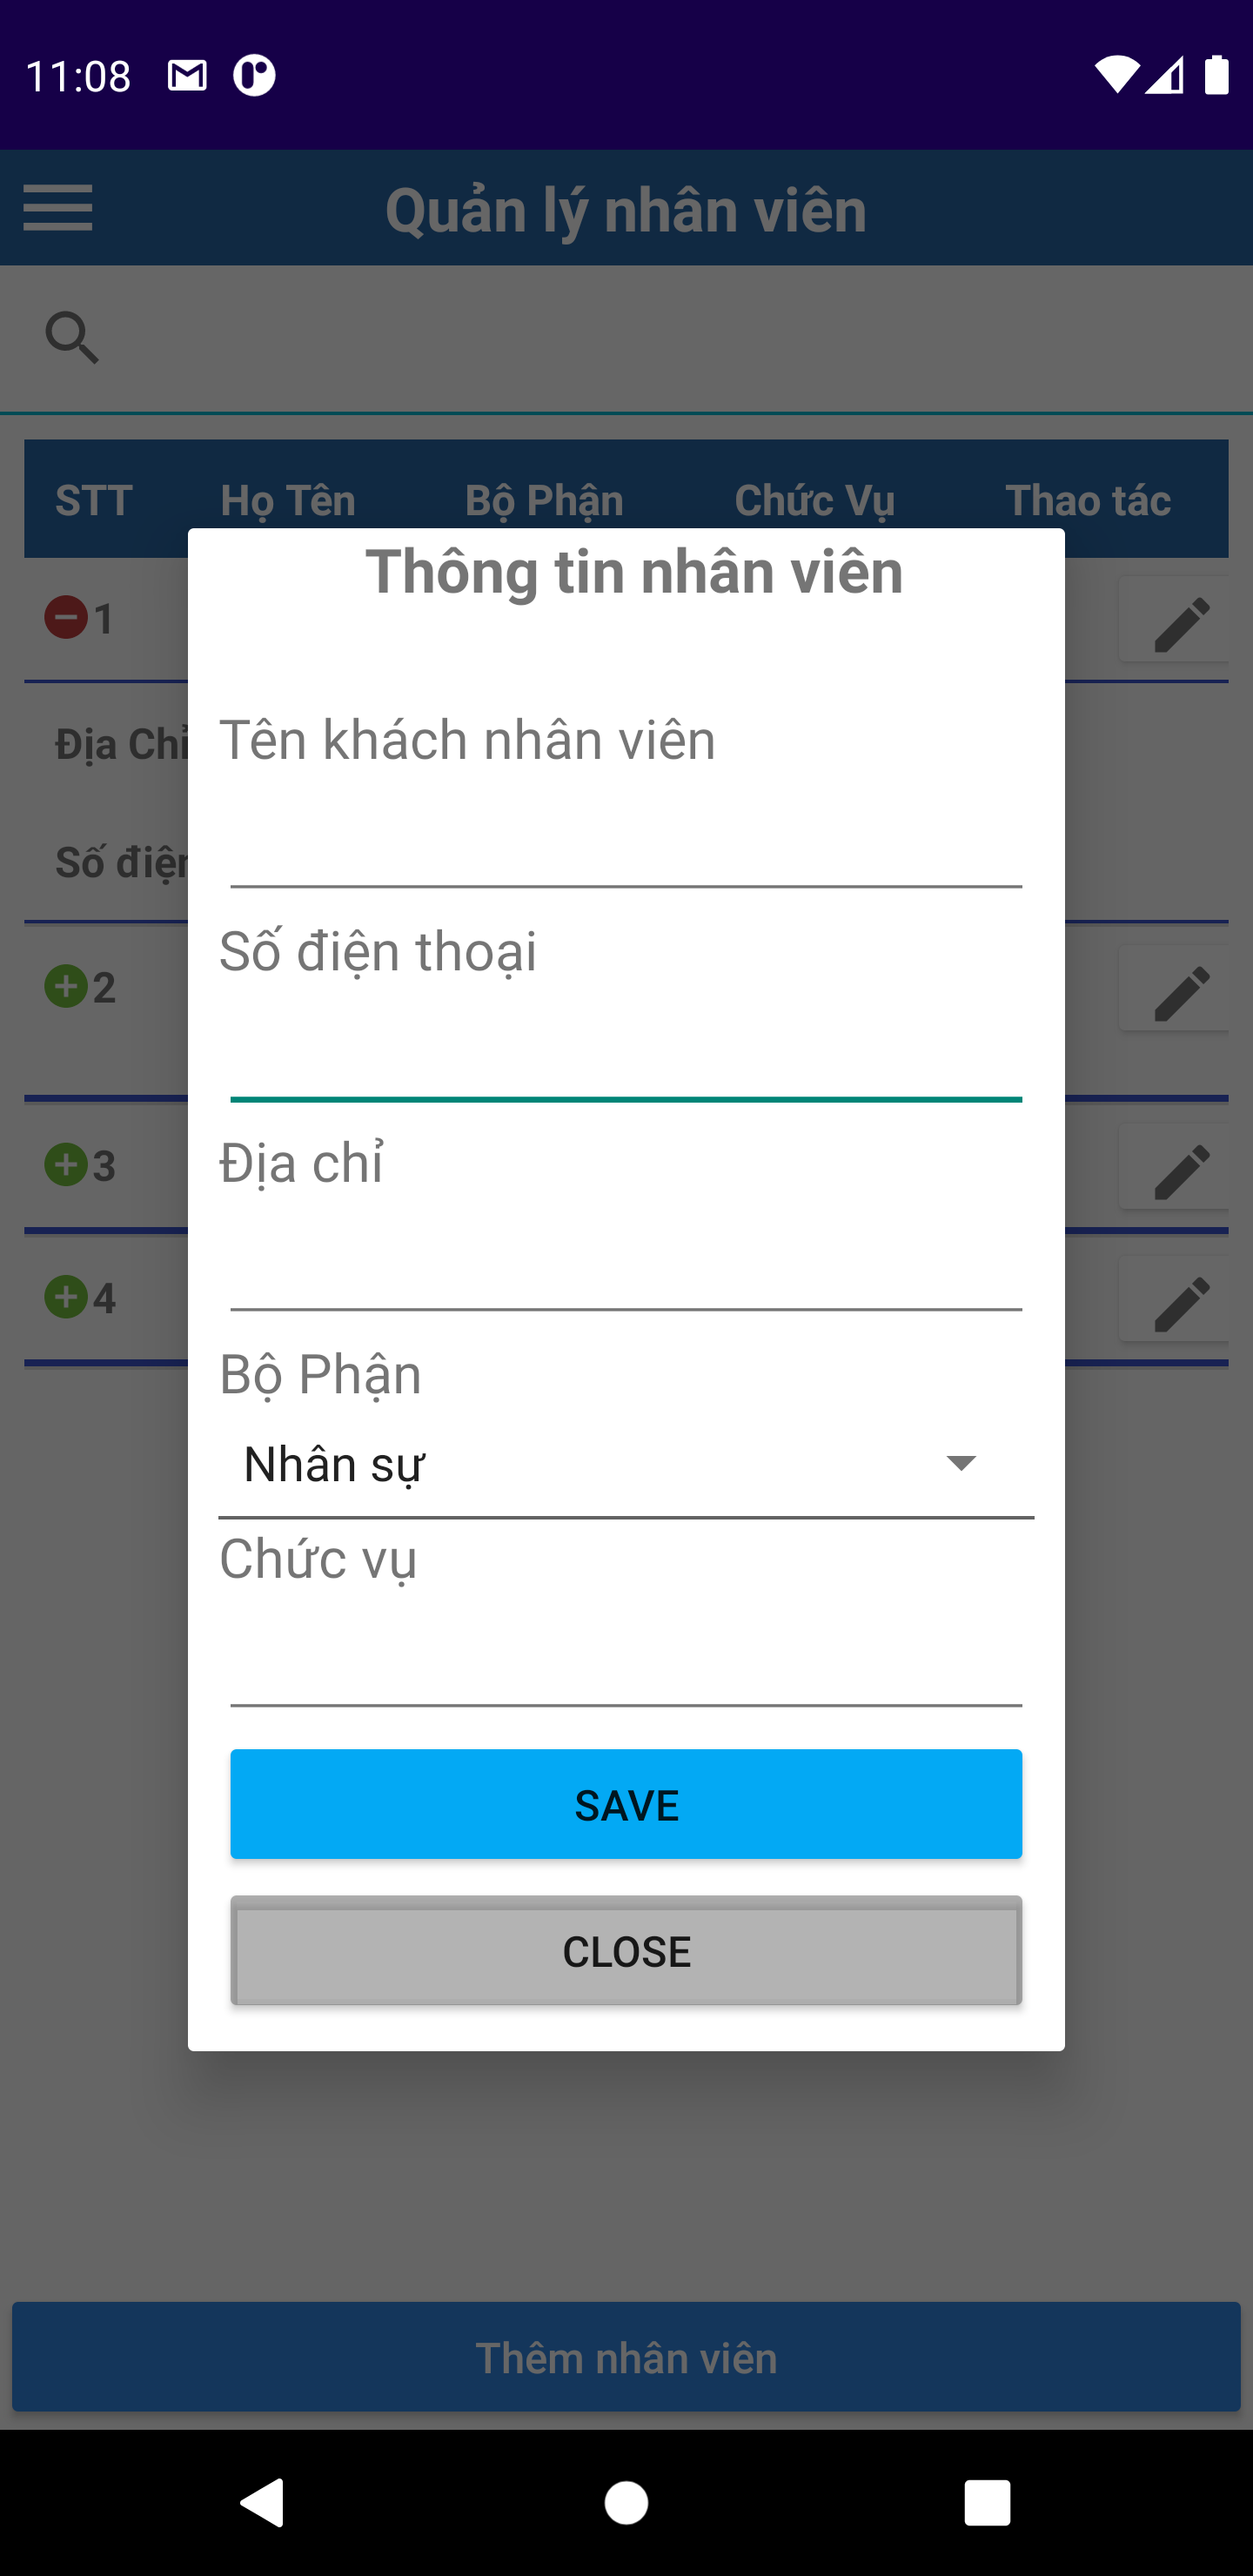 11:08
Quản lý nhân viên
STT Họ Tên Bộ Phận Chức Vụ Thao tác
Thông tin nhân viên
1
Tên khách nhân viên
Địa Chỉ
Số điện
Số điện thoại
2
Địa chỉ
3
4
Bộ Phận
Nhân sự
Chức vụ
SAVE
CLOSE
Thêm nhân viên